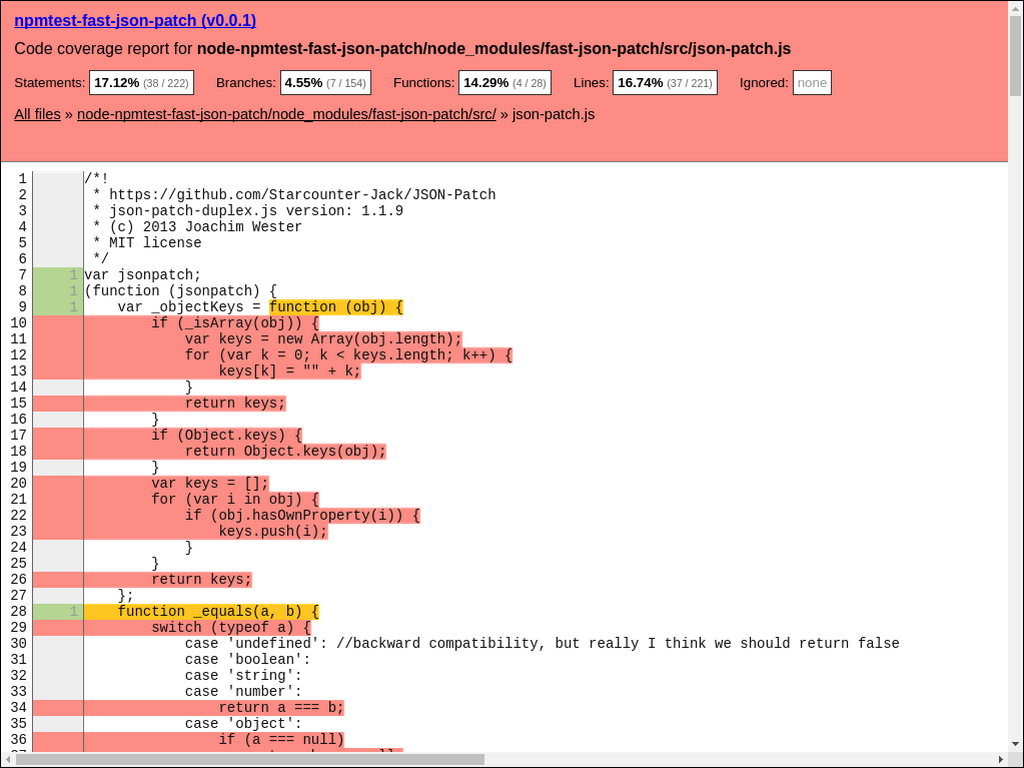 npmtest-fast-json-patch (v0.0.1)
Code coverage report for node-npmtest-fast-json-patch/node_modules/fast-json-patch/src/json-patch.js
Statements: 17.12% (38 / 222) Branches: 4.55% (7 / 154) Functions: 14.29% (4 / 28) Lines: 16.74% (37 / 221) Ignored: none
All files » node-npmtest-fast-json-patch/node_modules/fast-json-patch/src/ » json-patch.js
1 /*!
2 * https://github.com/Starcounter-Jack/JSON-Patch
3 * json-patch-duplex.js version: 1.1.9
4 * (c) 2013 Joachim Wester
5 * MIT license
6 */
7 1 var jsonpatch;
8 1 (function (jsonpatch) {
9 1 var _objectKeys = function (obj) {
10 if (_isArray(obj)) {
11 var keys = new Array(obj.length);
12 for (var k = 0; k < keys.length; k++) {
13 keys[k] = "" + k;
14 }
15 return keys;
16 }
17 if (Object.keys) {
18 return Object.keys(obj);
19 }
20 var keys = [];
21 for (var i in obj) {
22 if (obj.hasOwnProperty(i)) {
23 keys.push(i);
24 }
25 }
26 return keys;
27 };
28 1 function _equals(a, b) {
29 switch (typeof a) {
30 case 'undefined': //backward compatibility, but really I think we should return false
31 case 'boolean':
32 case 'string':
33 case 'number':
34 return a === b;
35 case 'object':
36 if (a === null)